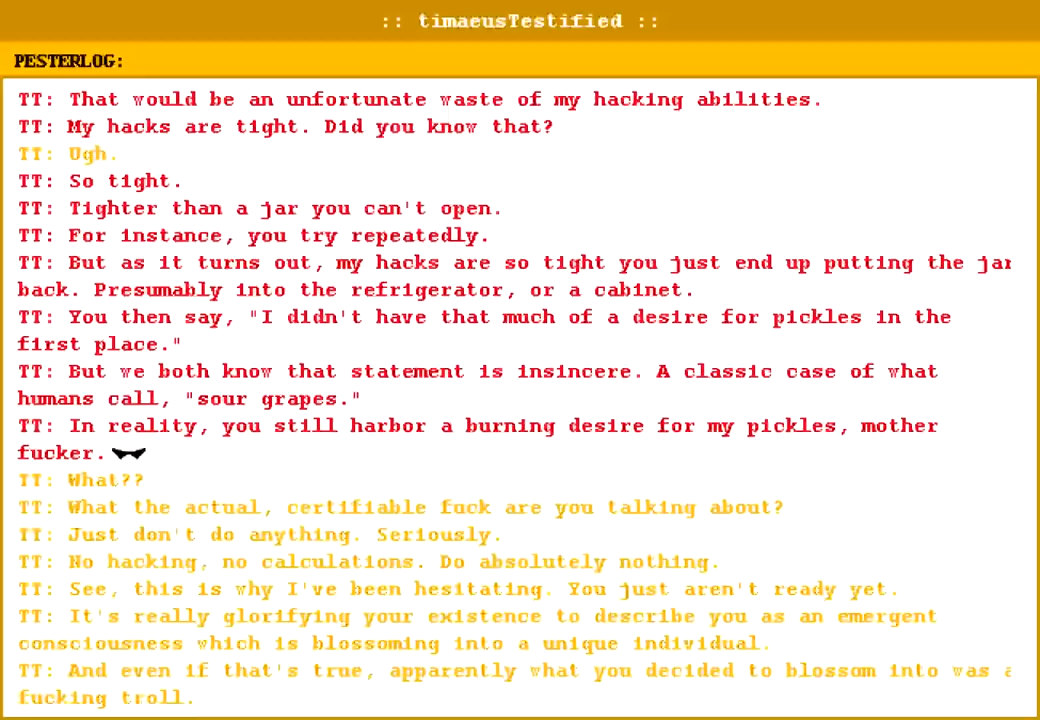 :: timaeusTestified ::
PESTERLOG:
TT: That would be an unfortunate waste of my hacking abilities.
TT: My hacks are tight. Did you know that?
TT: Ugh.
TT: So tight.
TT: Tighter than a jar you can't open.
TT: For instance, you try repeatedly.
TT: But as it turns out, my hacks are so tight you just end up putting the jar
back. Presumably into the refrigerator, or a cabinet.
TT: You then say, "I didn't have that much of a desire for pickles in the
first place."
TT: But we both know that statement is insincere. A classic case of what
humans call, "sour grapes."
TT: In reality, you still harbor a burning desire for my pickles, mother
fucker.
TT: What??
TT: What the actual, certifiable fuck are you talking about?
TT: Just don't do anything. Seriously.
TT: No hacking, no calculations. Do absolutely nothing.
TT: See, this is why I've been hesitating. You just aren't ready yet.
TT: It's really glorifying your existence to describe you as an emergent
consciousness which is blossoming into a unique individual.
TT: And even if that's true, apparently what you decided to blossom into was a
fucking troll.